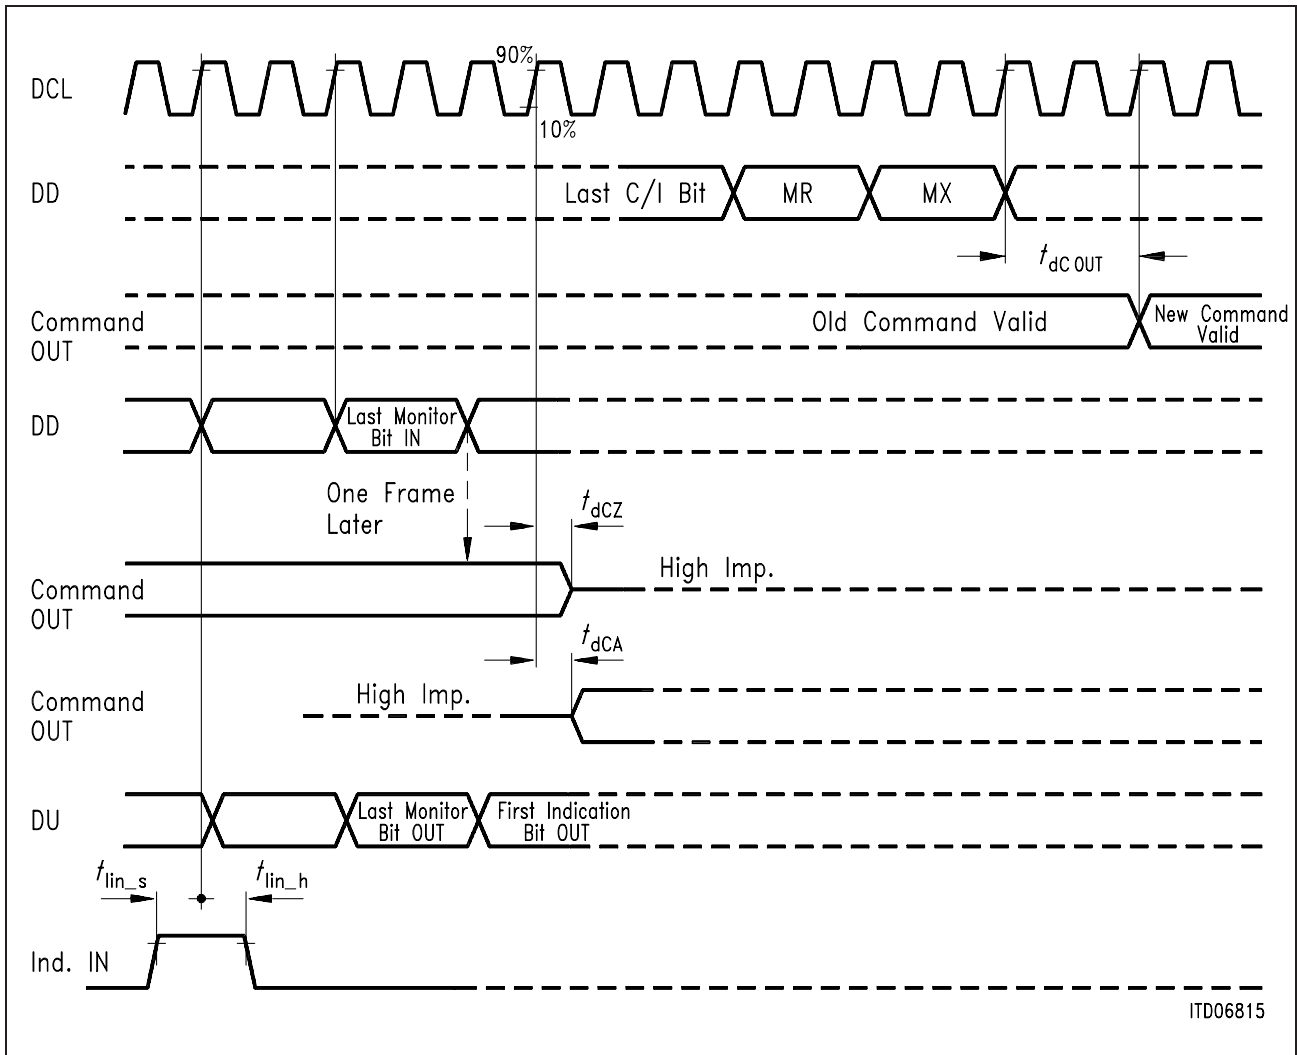 90%
DCL
10%
DD
Last C/I Bit
MR
MX
tdC OUT
Command
OUT
Old Command Valid
New Command
Valid
DD
Last Monitor
Bit IN
One Frame
Later
tdCZ
High Imp.
Command
OUT
tdCA
Command
OUT
High Imp.
DU
Last Monitor
Bit OUT
First Indication
Bit OUT
tIin_s
tIin_h
Ind. IN
ITD06815